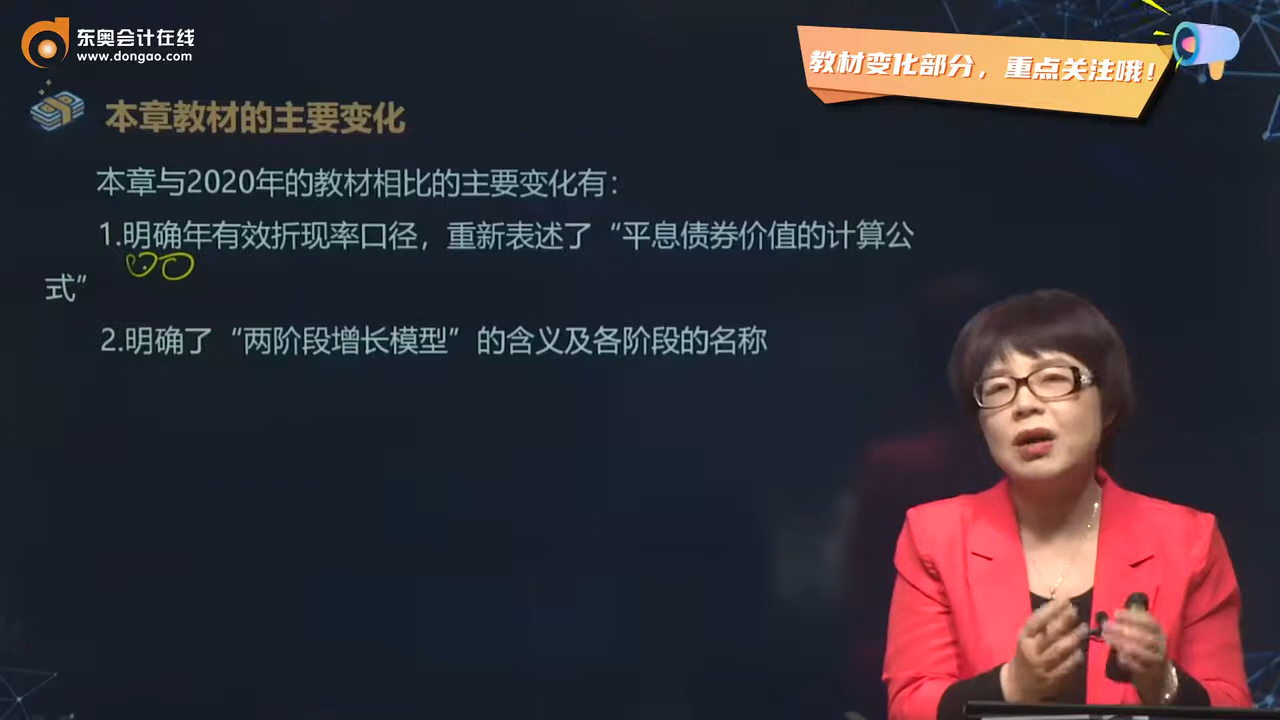 东奥会计在线
www.dongao.com
教材变化部分，重点关注哦！
本章教材的主要变化
本章与2020年的教材相比的主要变化有：
1.明确年有效折现率口径，重新表述了“平息债券价值的计算公
式”
2.明确了“两阶段增长模型”的含义及各阶段的名称